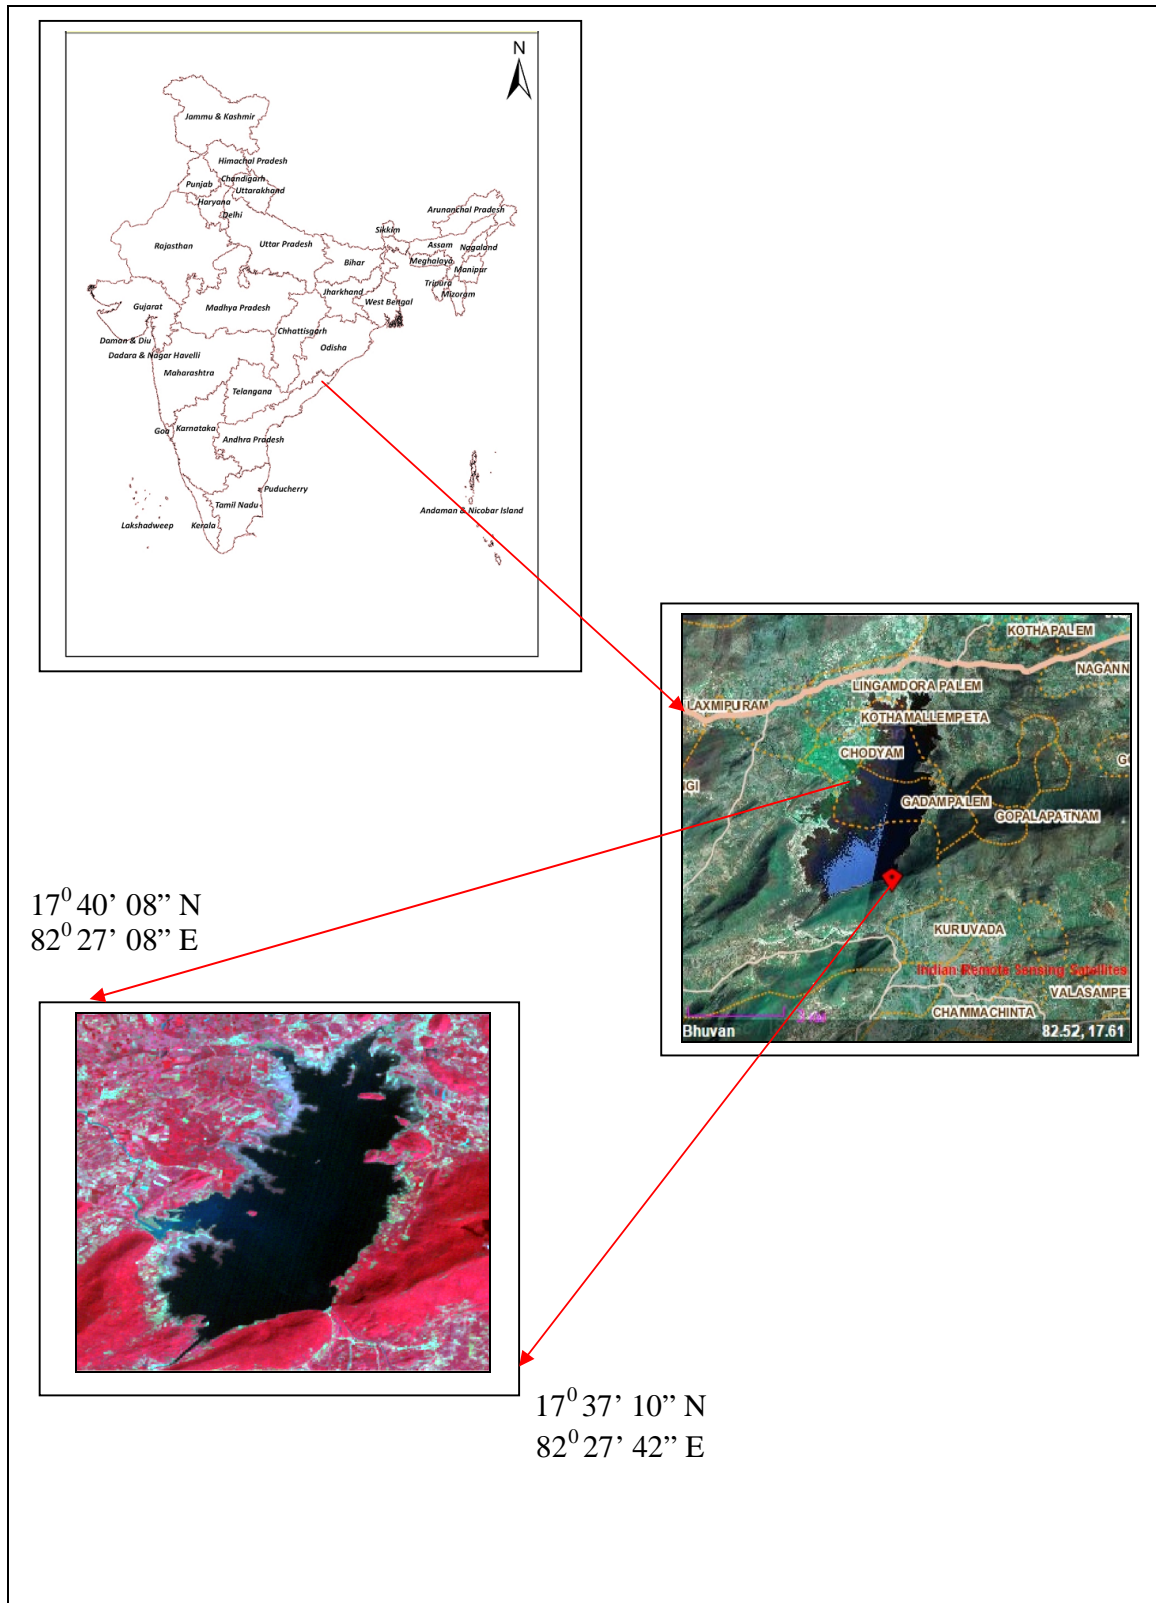 N
Jammu & Kashmir
Himachal Pradesh
Chandigarh
Punjab
Uttarakhand
Haryana
Delhi
Arunanchal Pradesh
Sikkim
Rajasthan
Uttar Pradesh
Assam
Nagaland
Bihar
Meghalaya
Manipur
Tripura
Mizoram
Jharkhand
West Bengal
Gujarat
Madhya Pradesh
Chhattisgarh
Odisha
Daman & Diu
Dadara & Nagar Havelli
Maharashtra
Telangana
Goa
Karnataka
Andhra Pradesh
Puducherry
Tamil Nadu
Lakshadweep
Kerala
Andaman & Nicobar Island
KOTHAPALEM
NAGANN
LINGAMDORA PALEM
LAXMIPURAM
KOTHAMALLEMPETA
CHODYAM
GO
GI
GADAMPALEM
GOPALAPATNAM
KURUVADA
Indian Remote Sensing Satellites
VALASAMPET
CHAMMACHINTA
Bhuvan
82.52, 17.61
17⁰ 40’ 08” N
82⁰ 27’ 08” E
17⁰ 37’ 10” N
82⁰ 27’ 42” E